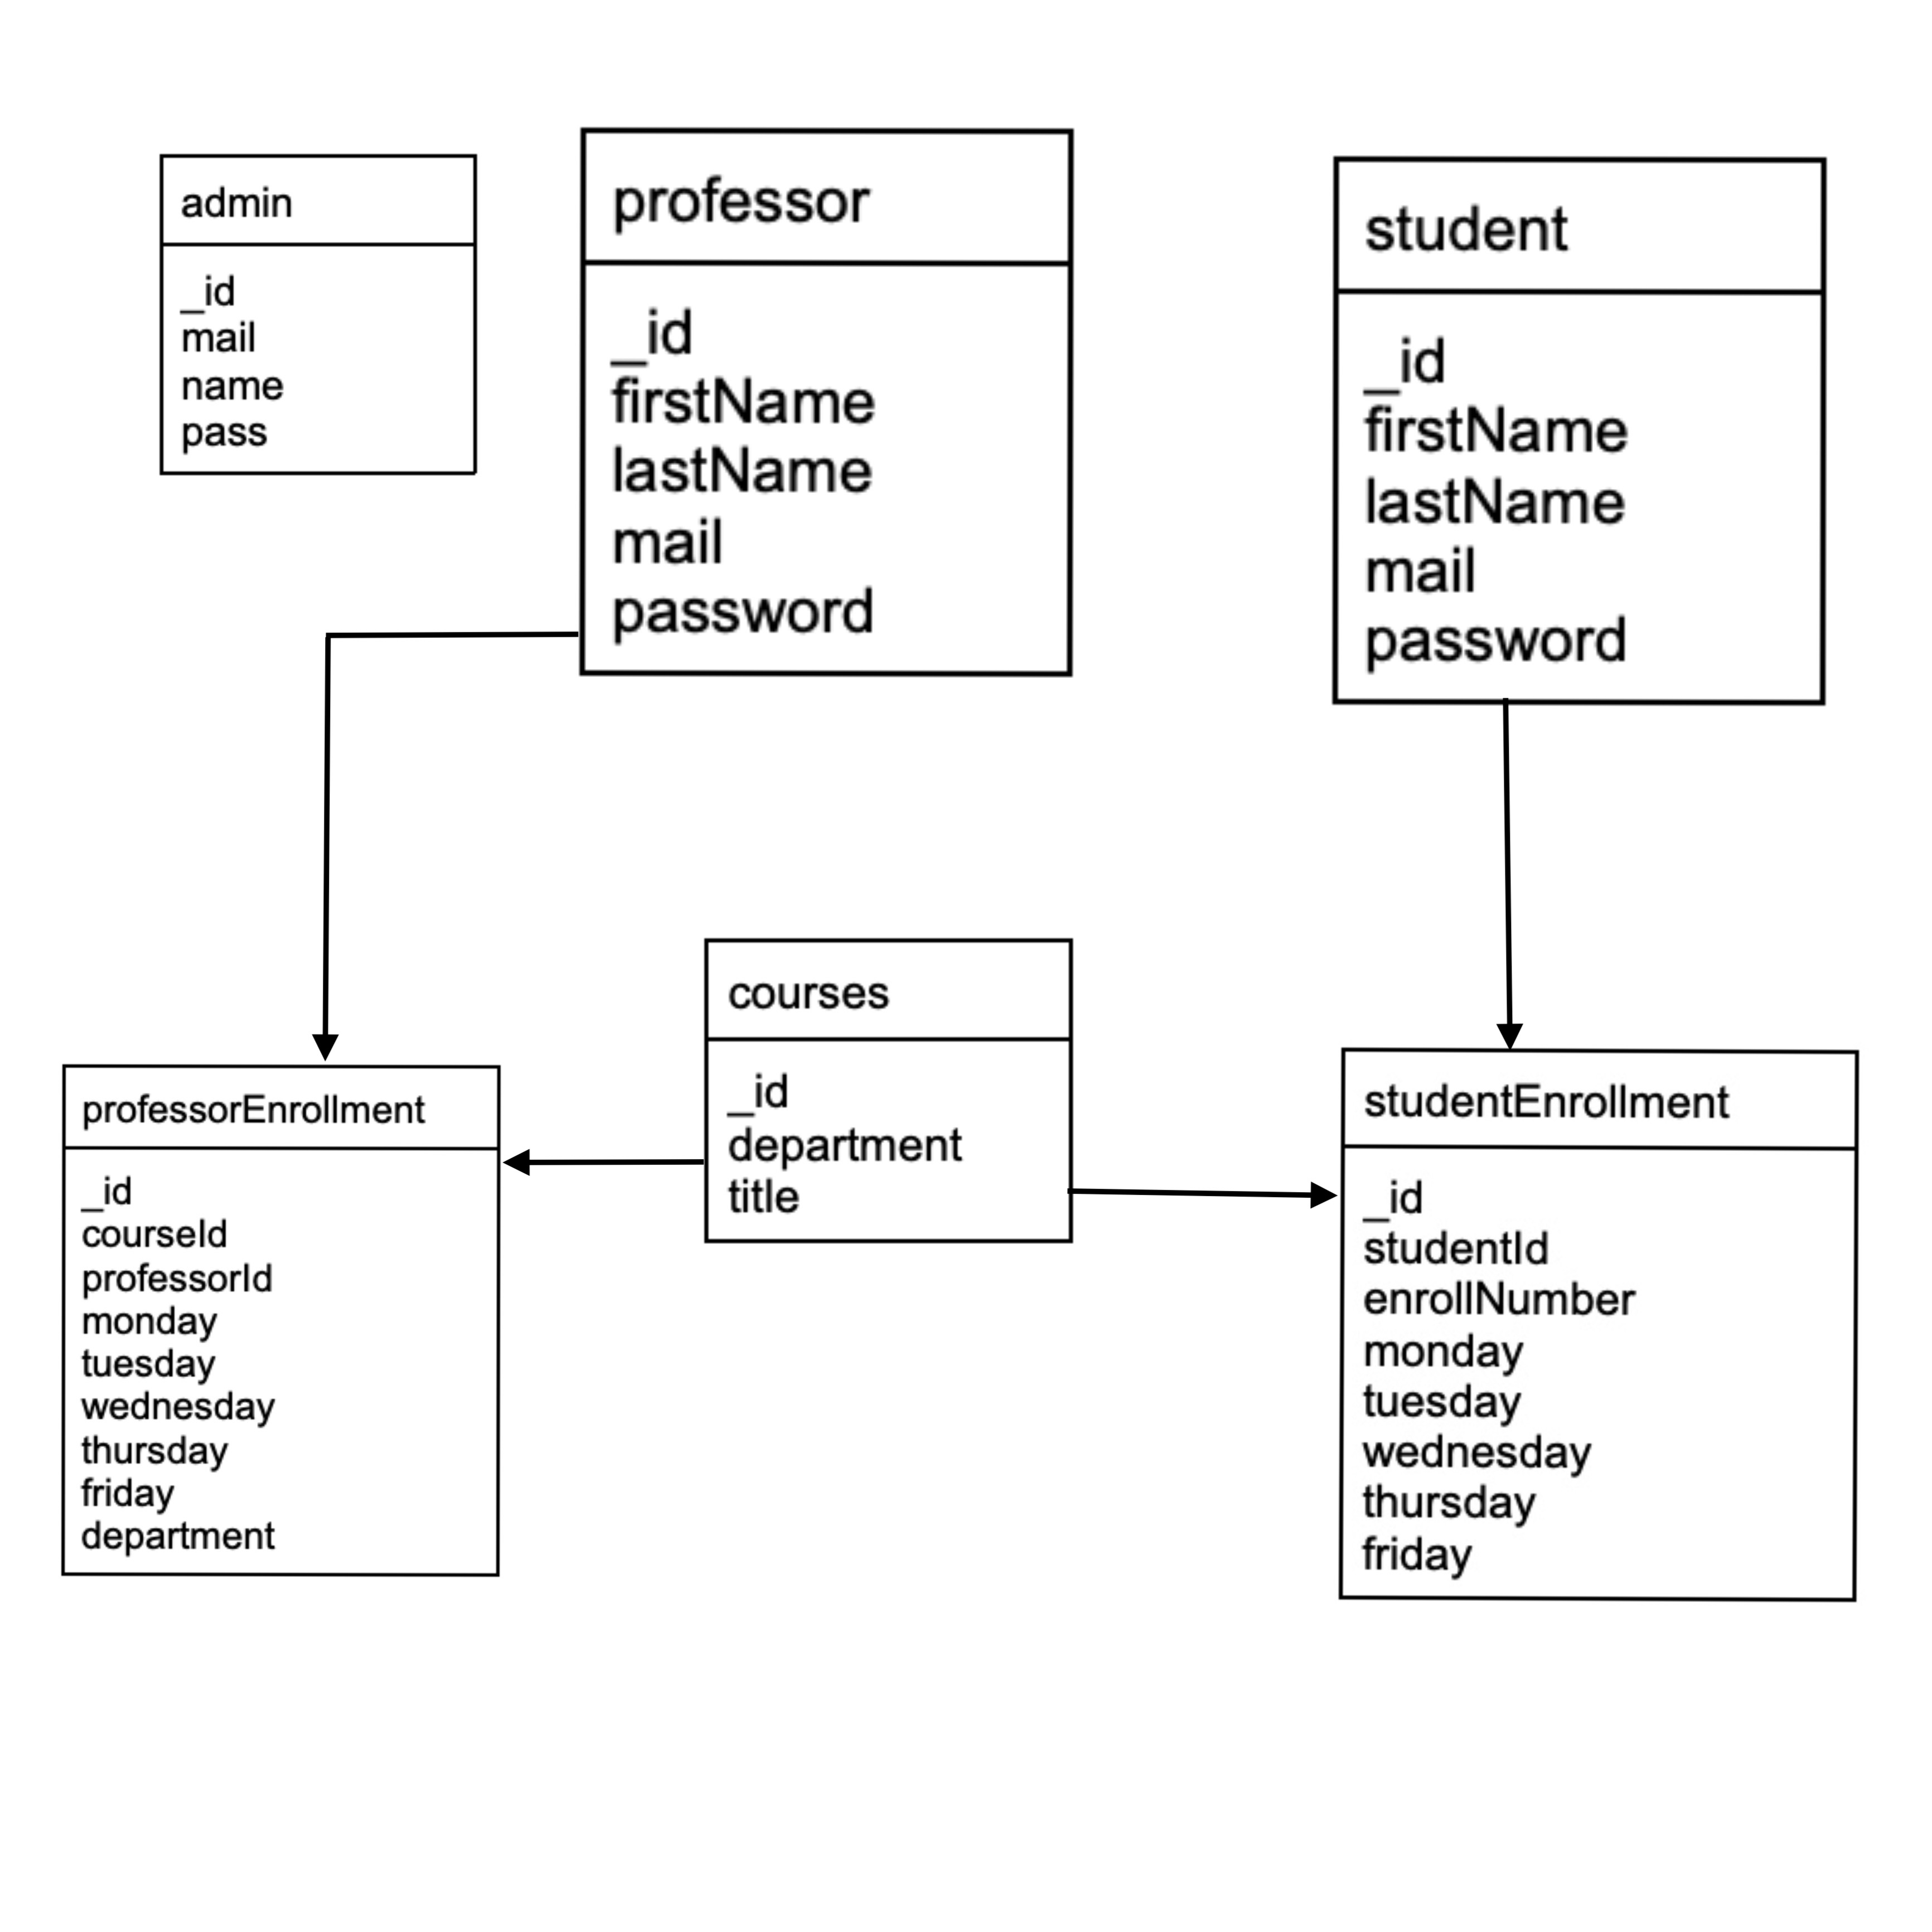 admin
_id
mail
name
pass
professor
_id
firstName
lastName
mail
password
student
_id
firstName
lastName
mail
password
professorEnrollment
_id
courseId
professorId
monday
tuesday
wednesday
thursday
friday
department
courses
_id
department
title
studentEnrollment
_id
studentId
enrollNumber
monday
tuesday
wednesday
thursday
friday